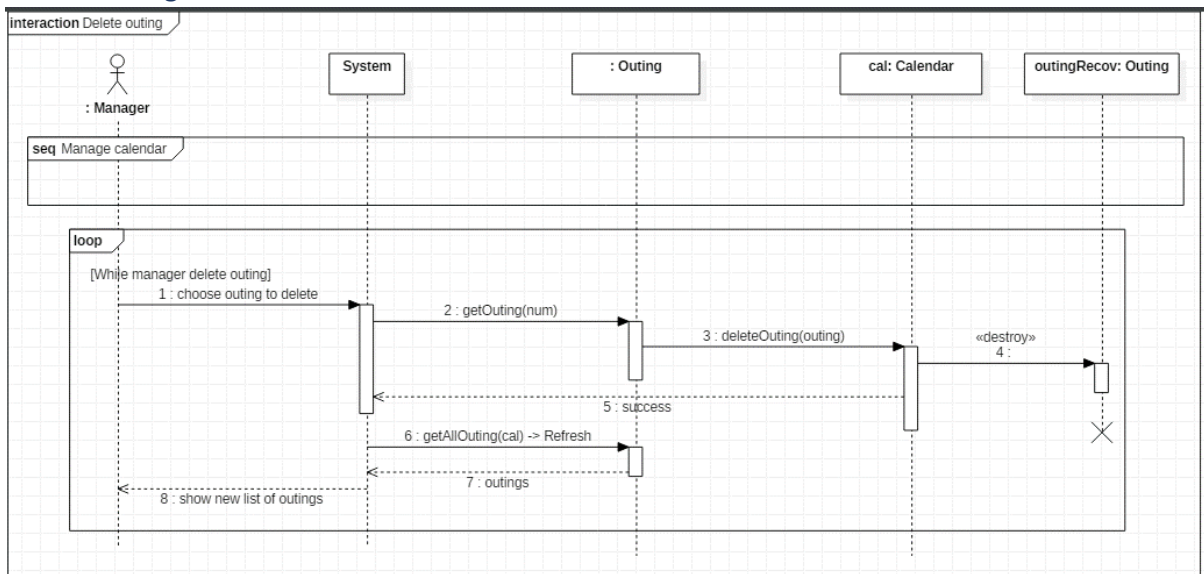 interaction Delete outing
: Manager
System
: Outing
cal: Calendar
outingRecov: Outing
seq Manage calendar
loop
[While manager delete outing]
1 : choose outing to delete
2 : getOuting(num)
3 : deleteOuting(outing)
«destroy»
4 :
5 : success
6 : getAllOuting(cal) -> Refresh
7 : outings
8 : show new list of outings